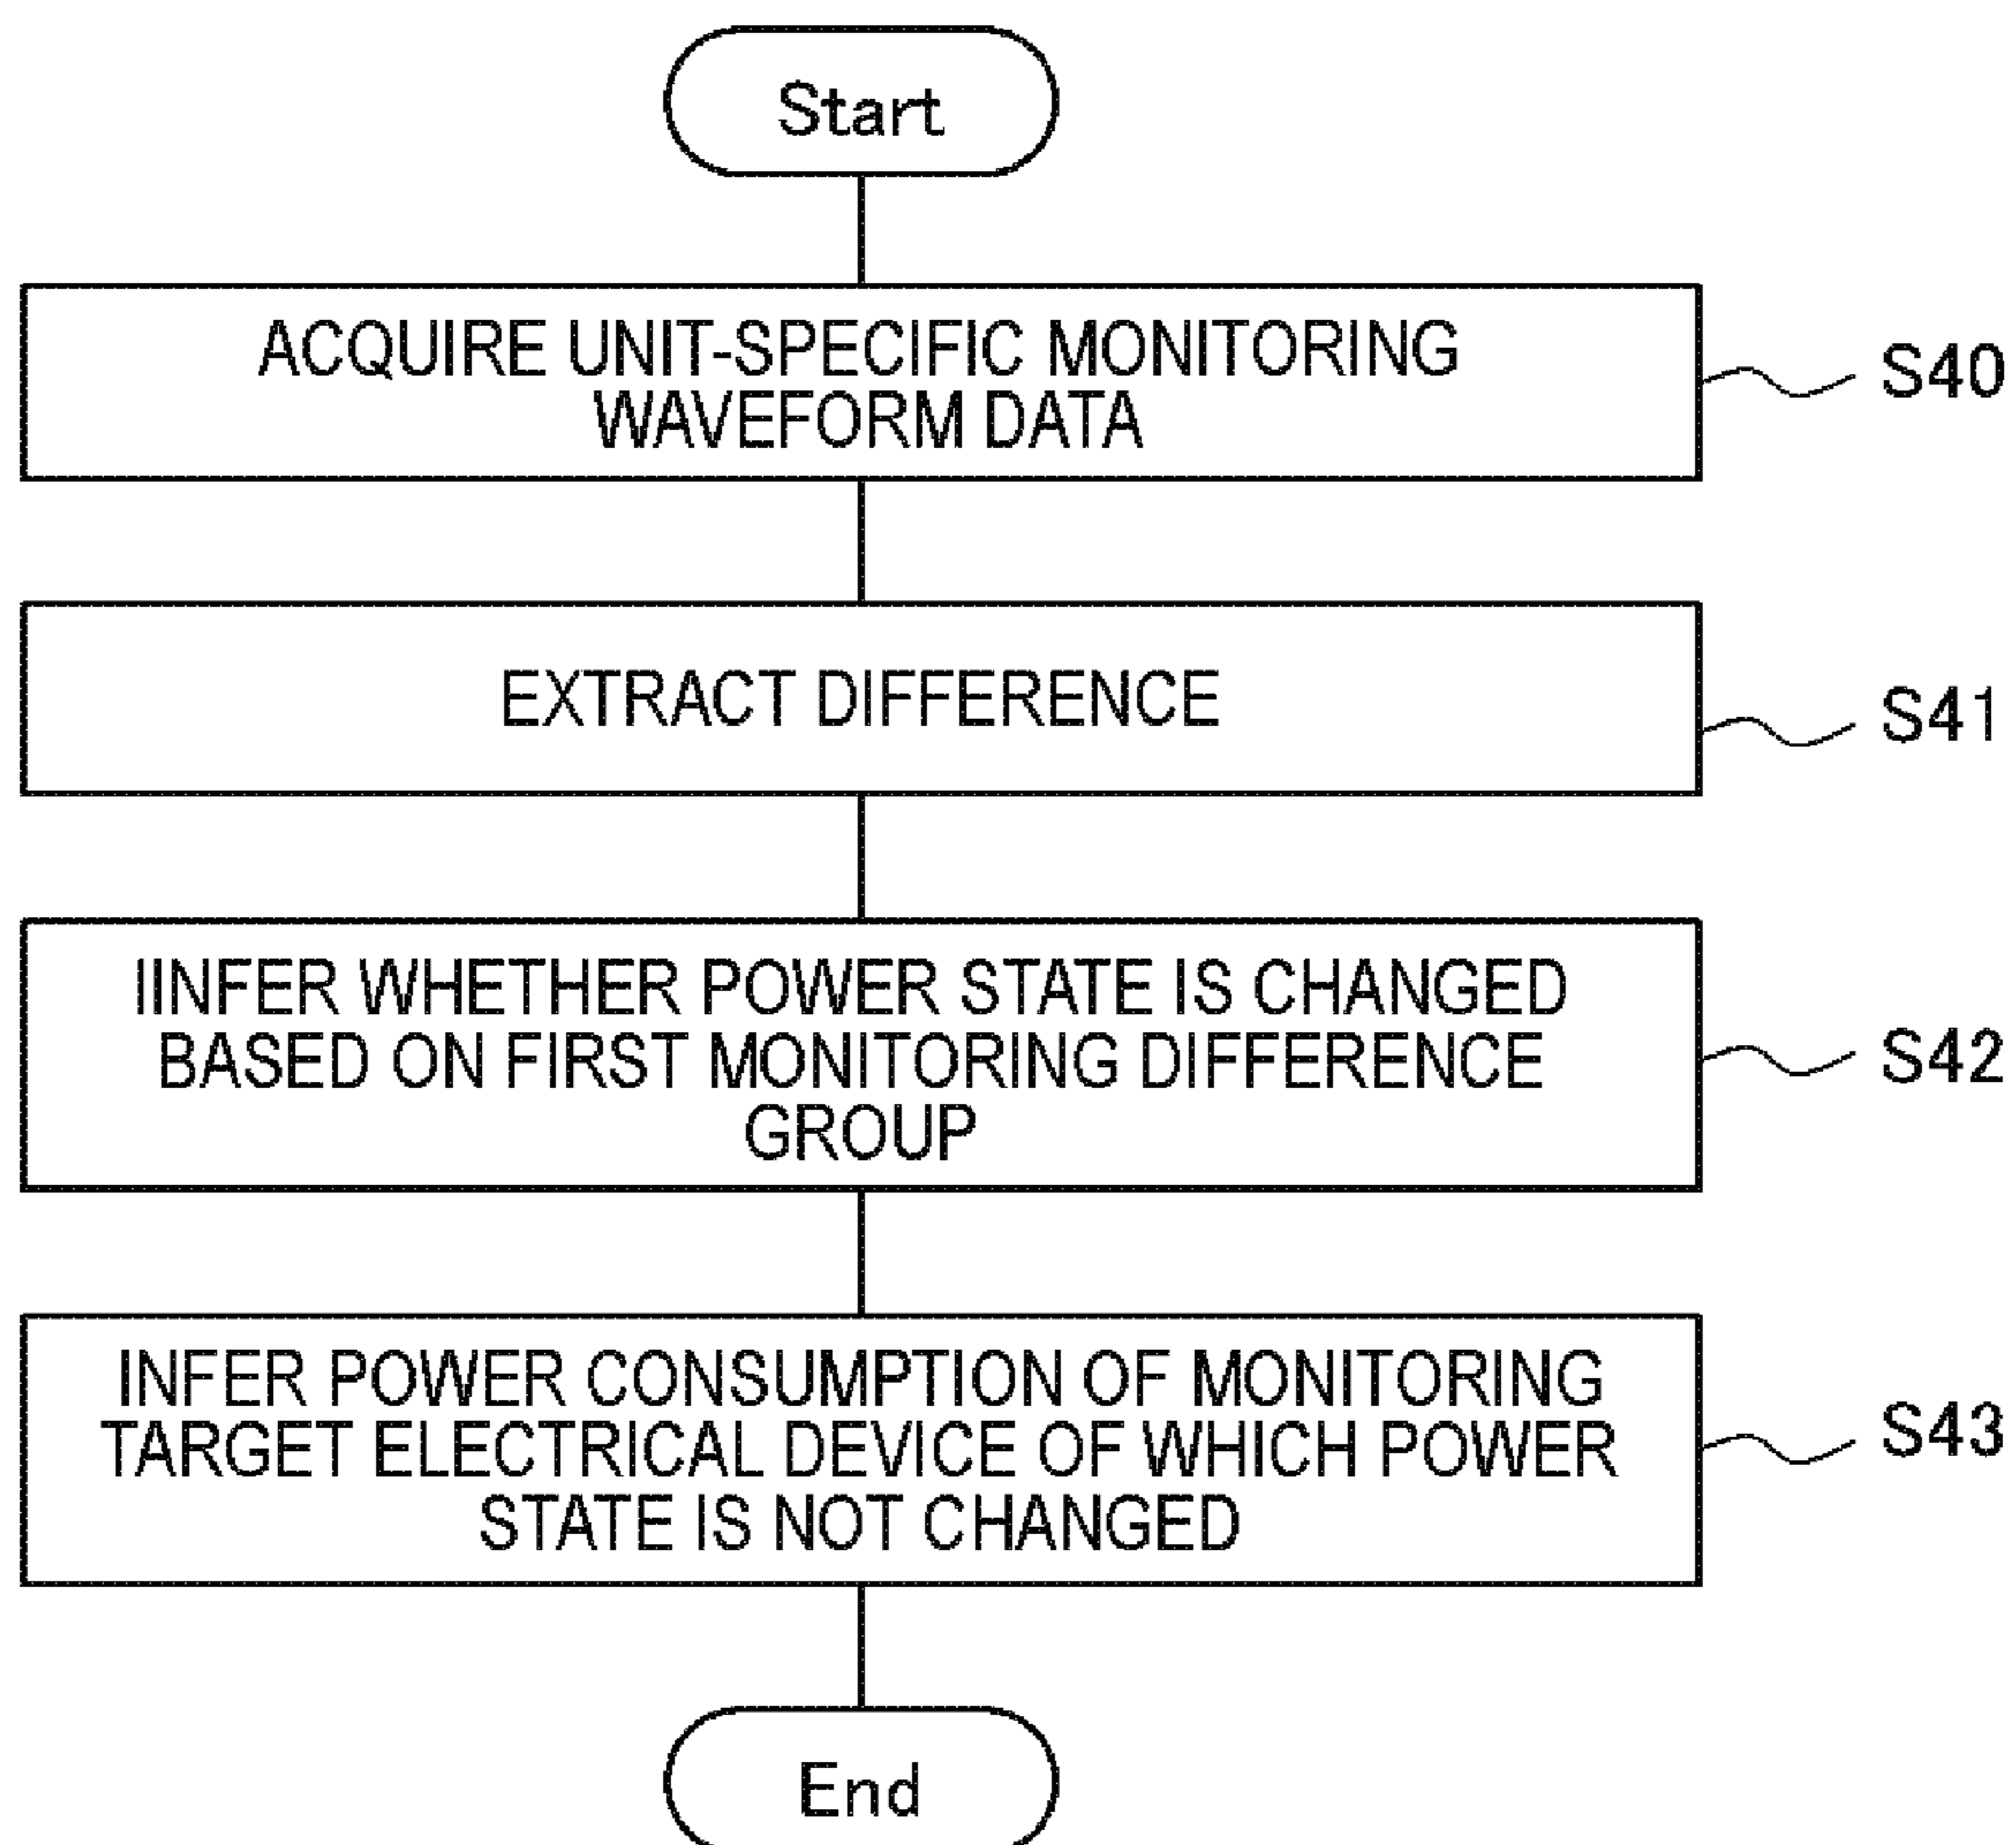 Start
ACQUIRE UNIT-SPECIFIC MONITORING
WAVEFORM DATA
S40
EXTRACT DIFFERENCE
S41
IINFER WHETHER POWER STATE IS CHANGED
BASED ON FIRST MONITORING DIFFERENCE
GROUP
S42
INFER POWER CONSUMPTION OF MONITORING
TARGET ELECTRICAL DEVICE OF WHICH POWER
STATE IS NOT CHANGED
S43
End